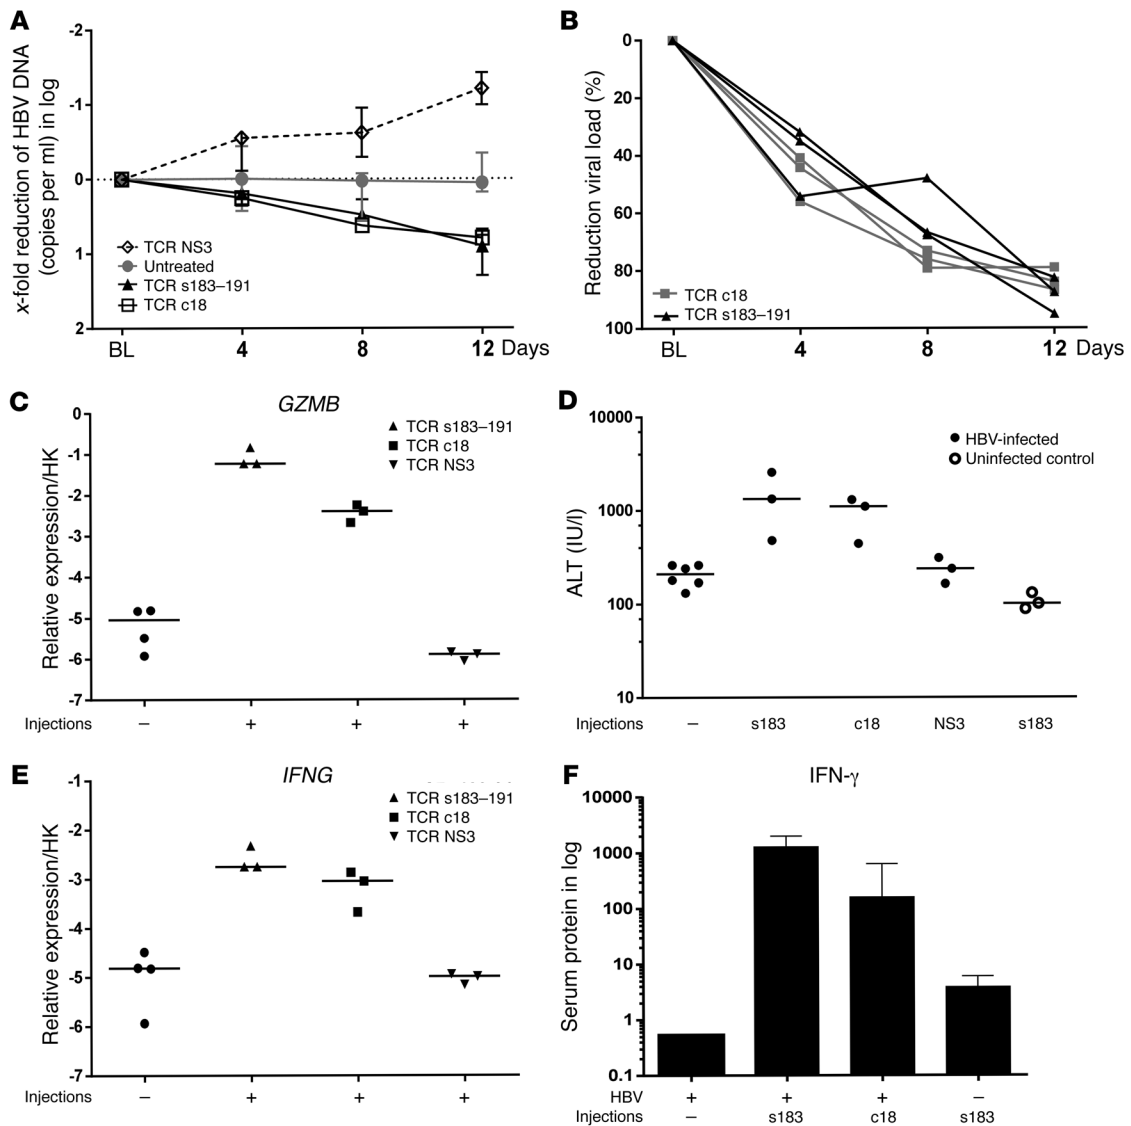 A
x-fold reduction of HBV DNA
(copies per ml) in log
-2
-1
0
1
2
TCR NS3
Untreated
TCR s183–191
TCR c18
BL
4
8
12 Days
B
Reduction viral load (%)
0
20
40
60
80
100
TCR c18
TCR s183–191
BL
4
8
12 Days
C
GZMB
Relative expression/HK
0
-1
-2
-3
-4
-5
-6
-7
TCR s183–191
TCR c18
TCR NS3
Injections – + + +
D
ALT (IU/l)
10000
1000
100
10
HBV-infected
Uninfected control
Injections – s183 c18 NS3 s183
E
IFNG
Relative expression/HK
-1
-2
-3
-4
-5
-6
-7
TCR s183–191
TCR c18
TCR NS3
Injections – + + +
F
IFN-γ
Serum protein in log
10000
1000
100
10
1
0.1
HBV + + + –
Injections – s183 c18 s183